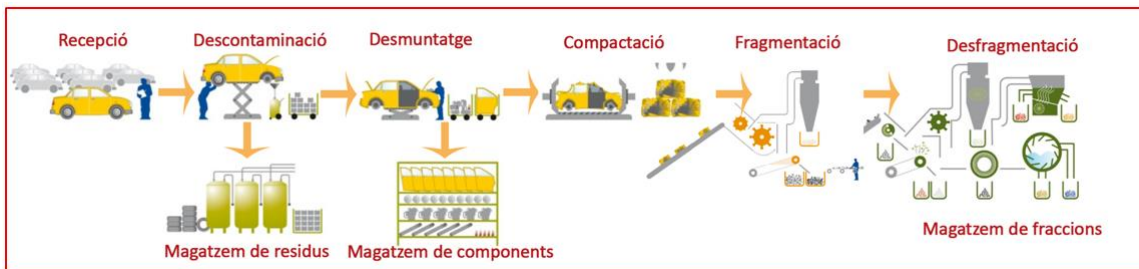 Recepció
Descontaminació
Desmuntatge
Compactació
Fragmentació
Desfragmentació
Magatzem de residus
Magatzem de components
Magatzem de fraccions